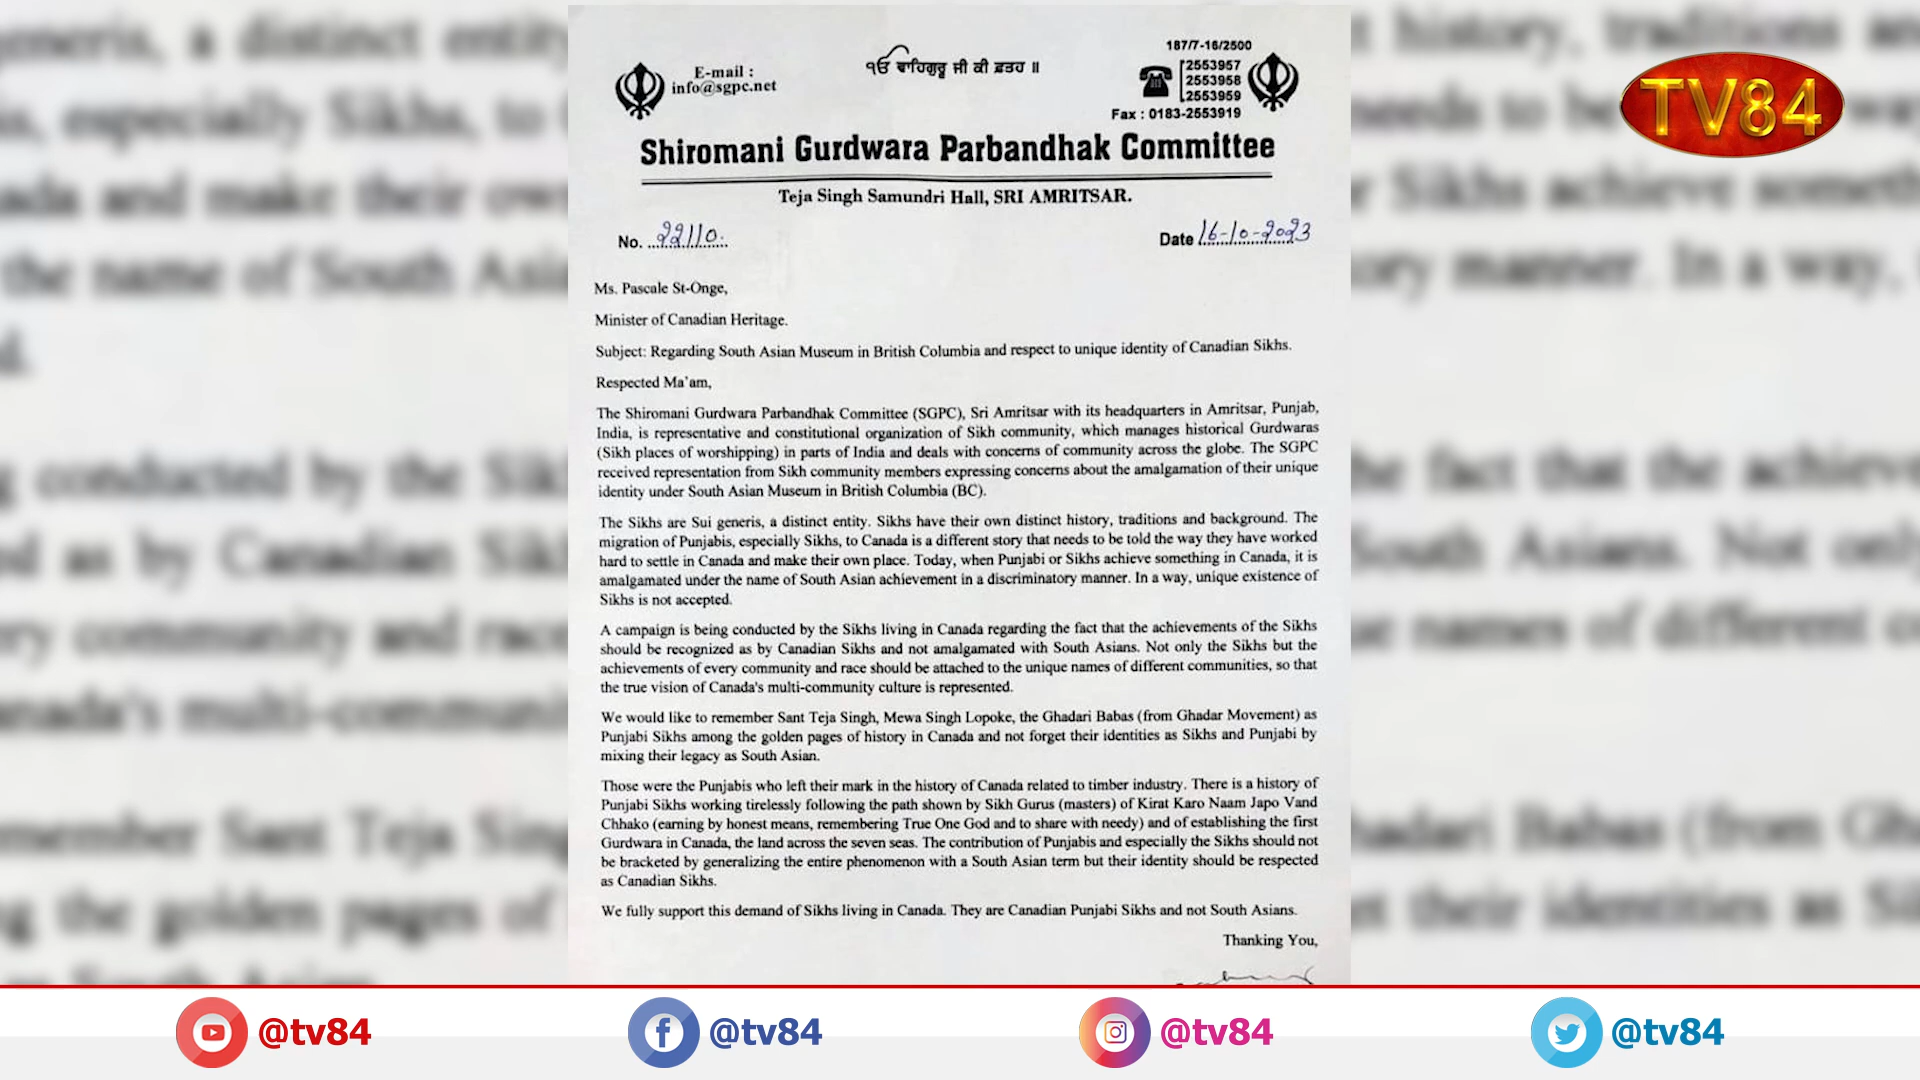 187/7-16/2500
E-mail :
info@sgpc.net
ੴ ਵਾਹਿਗੁਰੂ ਜੀ ਕੀ ਫ਼ਤਹ ॥
2553957
2553958
2553959
Fax : 0183-2553919
Shiromani Gurdwara Parbandhak Committee
Teja Singh Samundri Hall, SRI AMRITSAR.
No. 22110.
Date 16-10-2023
Ms. Pascale St-Onge,
Minister of Canadian Heritage.
Subject: Regarding South Asian Museum in British Columbia and respect to unique identity of Canadian Sikhs.
Respected Ma'am,
The Shiromani Gurdwara Parbandhak Committee (SGPC), Sri Amritsar with its headquarters in Amritsar, Punjab,
India, is representative and constitutional organization of Sikh community, which manages historical Gurdwaras
(Sikh places of worshipping) in parts of India and deals with concerns of community across the globe. The SGPC
received representation from Sikh community members expressing concerns about the amalgamation of their unique
identity under South Asian Museum in British Columbia (BC).
The Sikhs are Sui generis, a distinct entity. Sikhs have their own distinct history, traditions and background. The
migration of Punjabis, especially Sikhs, to Canada is a different story that needs to be told the way they have worked
hard to settle in Canada and make their own place. Today, when Punjabi or Sikhs achieve something in Canada, it is
amalgamated under the name of South Asian achievement in a discriminatory manner. In a way, unique existence of
Sikhs is not accepted.
A campaign is being conducted by the Sikhs living in Canada regarding the fact that the achievements of the Sikhs
should be recognized as by Canadian Sikhs and not amalgamated with South Asians. Not only the Sikhs but the
achievements of every community and race should be attached to the unique names of different communities, so that
the true vision of Canada's multi-community culture is represented.
We would like to remember Sant Teja Singh, Mewa Singh Lopoke, the Ghadari Babas (from Ghadar Movement) as
Punjabi Sikhs among the golden pages of history in Canada and not forget their identities as Sikhs and Punjabi by
mixing their legacy as South Asian.
Those were the Punjabis who left their mark in the history of Canada related to timber industry. There is a history of
Punjabi Sikhs working tirelessly following the path shown by Sikh Gurus (masters) of Kirat Karo Naam Japo Vand
Chhako (earning by honest means, remembering True One God and to share with needy) and of establishing the first
Gurdwara in Canada, the land across the seven seas. The contribution of Punjabis and especially the Sikhs should not
be bracketed by generalizing the entire phenomenon with a South Asian term but their identity should be respected
as Canadian Sikhs.
We fully support this demand of Sikhs living in Canada. They are Canadian Punjabi Sikhs and not South Asians.
Thanking You,
TV84
@tv84
@tv84
@tv84
@tv84